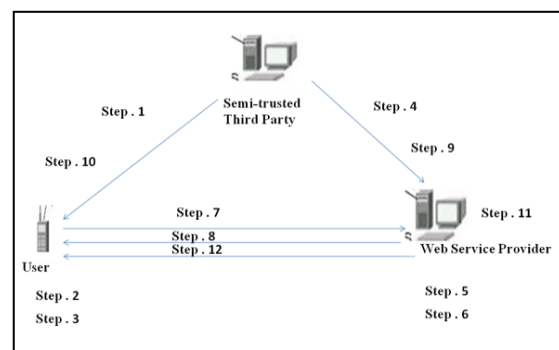 Semi-trusted
Third Party
Step . 1
Step . 4
Step . 10
Step . 9
Step . 7
Step . 11
Step . 8
Step . 12
Web Service Provider
User
Step . 2
Step . 5
Step . 3
Step . 6